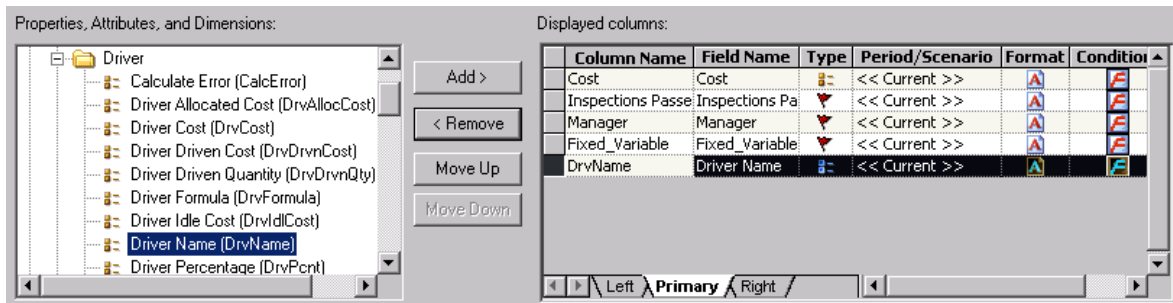 Properties, Attributes, and Dimensions:
Driver
Calculate Error (CalcError)
Driver Allocated Cost (DrvAllocCost)
Driver Cost (DrvCost)
Driver Driven Cost (DrvDrvnCost)
Driver Driven Quantity (DrvDrvnQty)
Driver Formula (DrvFormula)
Driver Idle Cost (DrvIdlCost)
Driver Name (DrvName)
Driver Percentage (DrvPcnt)
Add >
< Remove
Move Up
Move Down
Displayed columns:
Column Name Field Name Type Period/Scenario Format Condition
Cost Cost << Current >>
Inspections Passe Inspections Pa << Current >>
Manager Manager << Current >>
Fixed_Variable Fixed_Variable << Current >>
DrvName Driver Name << Current >>
Left Primary Right